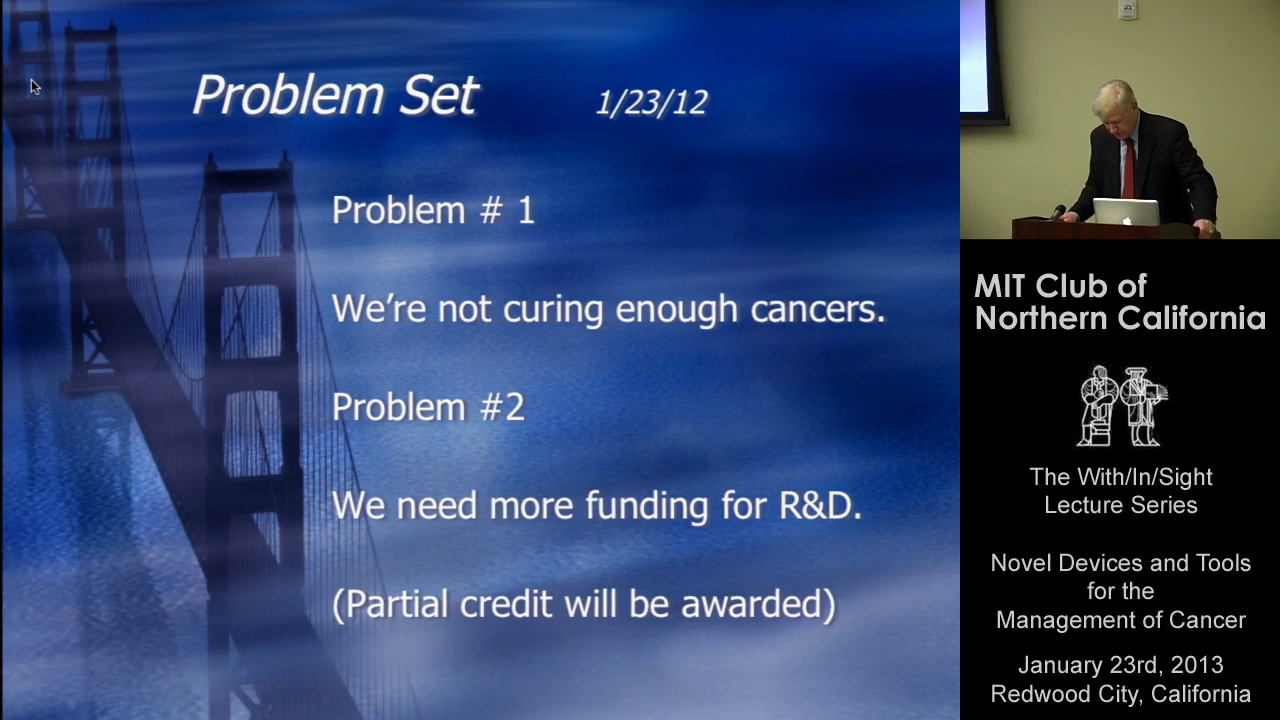 Problem Set 1/23/12
Problem # 1
We're not curing enough cancers.
Problem #2
We need more funding for R&D.
(Partial credit will be awarded)
MIT Club of
Northern California
The With/In/Sight
Lecture Series
Novel Devices and Tools
for the
Management of Cancer
January 23rd, 2013
Redwood City, California